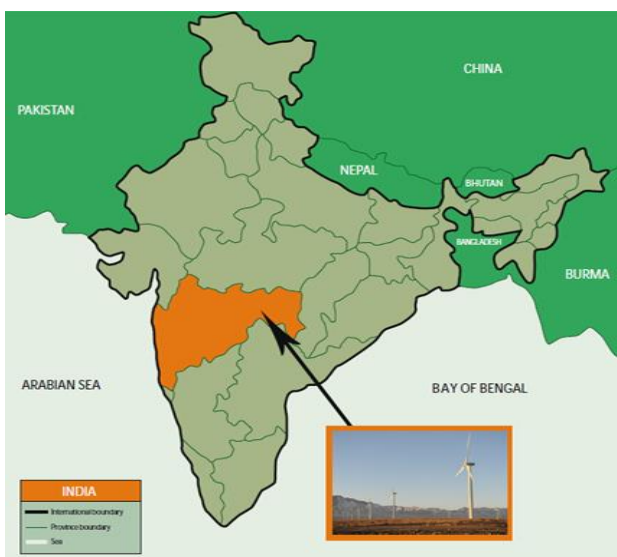 CHINA
PAKISTAN
NEPAL
BHUTAN
BANGLADESH
BURMA
ARABIAN SEA
BAY OF BENGAL
INDIA
International boundary
Province boundary
Sea